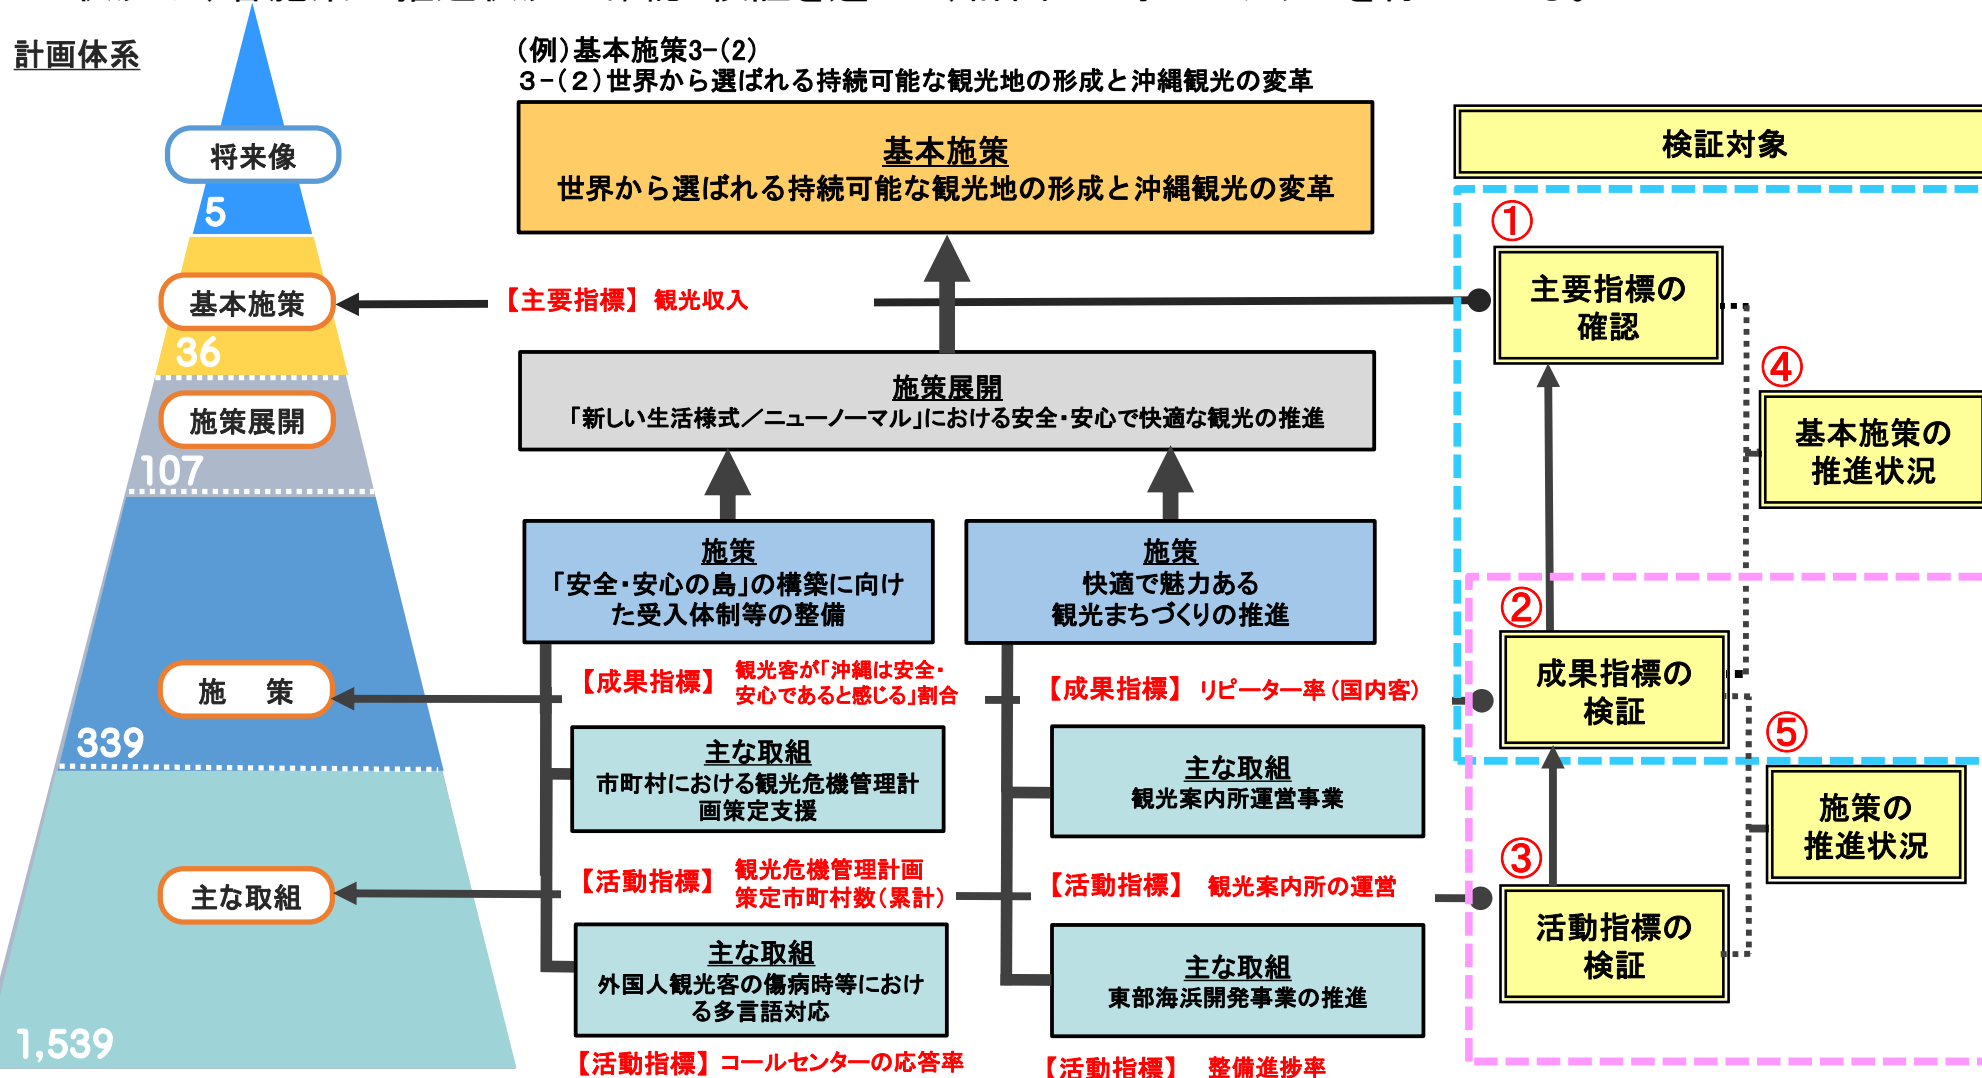 計画体系
(例)基本施策3-(2)
3-(2)世界から選ばれる持続可能な観光地の形成と沖縄観光の変革
将来像
5
基本施策
36
施策展開
107
施　策
339
主な取組
1,539
基本施策
世界から選ばれる持続可能な観光地の形成と沖縄観光の変革
【主要指標】 観光収入
施策展開
「新しい生活様式／ニューノーマル」における安全・安心で快適な観光の推進
施策
「安全・安心の島」の構築に向け
た受入体制等の整備
施策
快適で魅力ある
観光まちづくりの推進
【成果指標】 観光客が「沖縄は安全・
安心であると感じる」割合
【成果指標】 リピーター率(国内客)
主な取組
市町村における観光危機管理計
画策定支援
主な取組
観光案内所運営事業
【活動指標】 観光危機管理計画
策定市町村数(累計)
【活動指標】 観光案内所の運営
主な取組
外国人観光客の傷病時等におけ
る多言語対応
主な取組
東部海浜開発事業の推進
【活動指標】 コールセンターの応答率
【活動指標】 整備進捗率
検証対象
①
主要指標の
確認
④
基本施策の
推進状況
②
成果指標の
検証
⑤
施策の
推進状況
③
活動指標の
検証